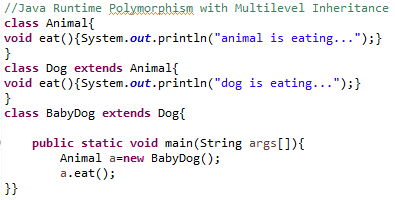 //Java Runtime Polymorphism with Multilevel Inheritance
class Animal{
void eat(){System.out.println("animal is eating...");}
}
class Dog extends Animal{
void eat(){System.out.println("dog is eating...");}
}
class BabyDog extends Dog{
public static void main(String args[]){
Animal a=new BabyDog();
a.eat();
}}